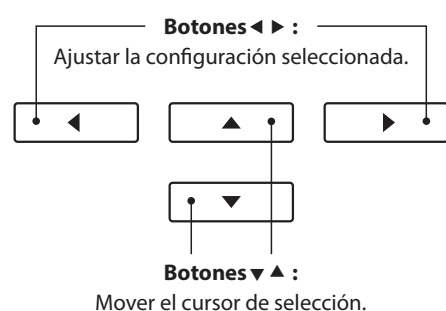 Botones ◀ ▶ :
Ajustar la configuración seleccionada.
Botones ▼ ▲ :
Mover el cursor de selección.